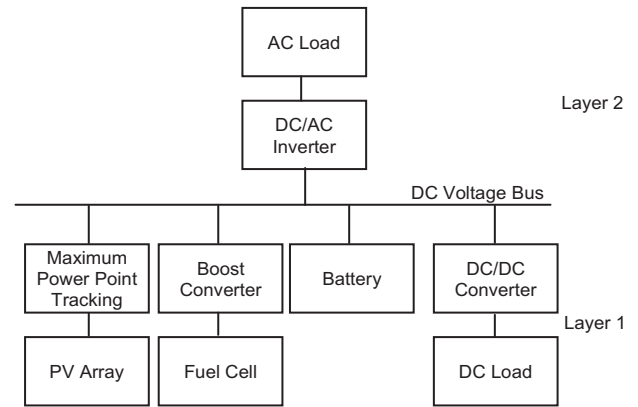 AC Load
Layer 2
DC/AC
Inverter
DC Voltage Bus
Maximum
Power Point
Tracking
Boost
Converter
Battery
DC/DC
Converter
Layer 1
PV Array
Fuel Cell
DC Load